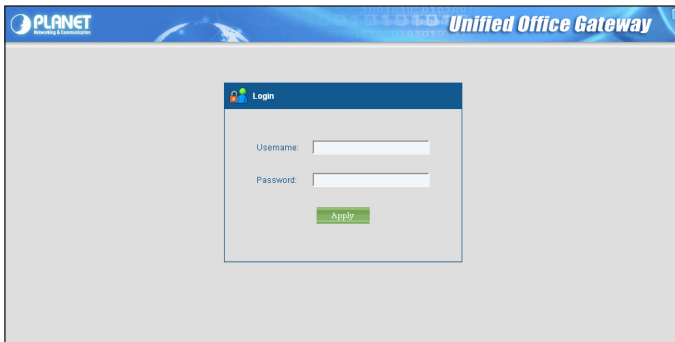 PLANET
Networking & Communication
Unified Office Gateway
Login
Username:
Password:
Apply